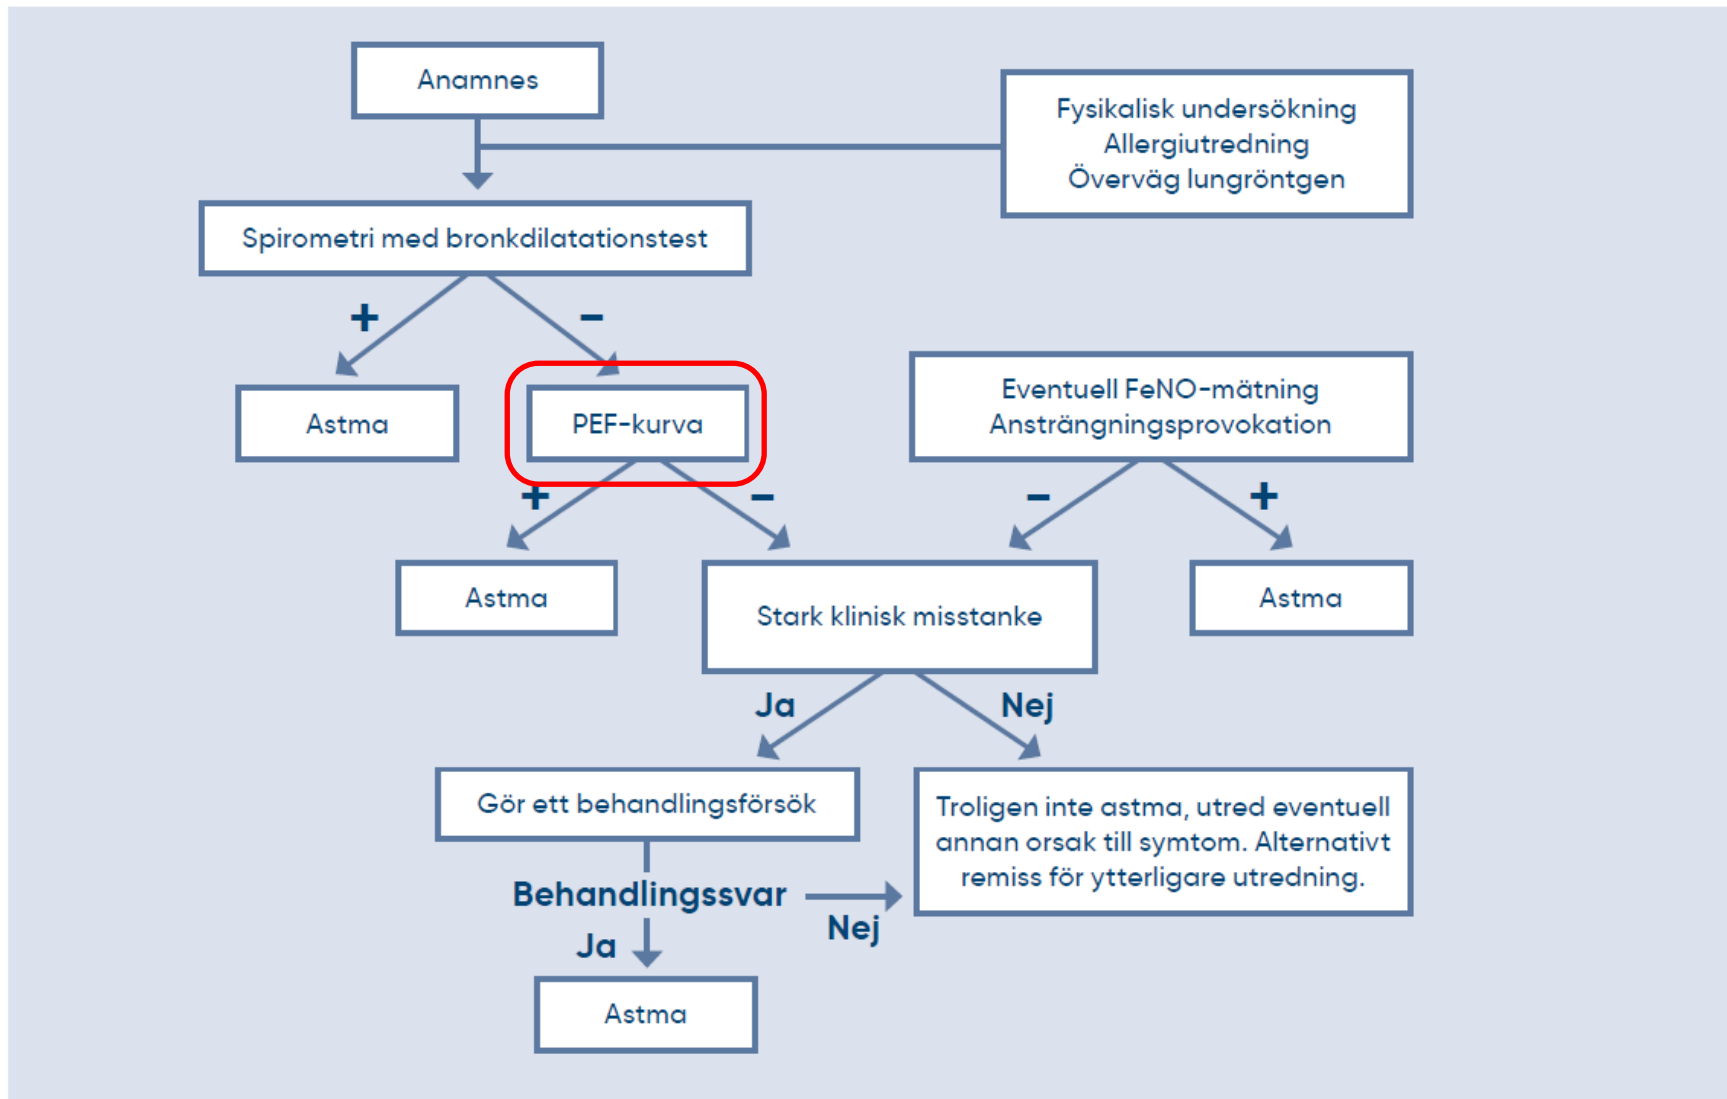 Anamnes
Fysikalisk undersökning
Allergiutredning
Överväg lungröntgen
Spirometri med bronkdilatationstest
+
−
Astma
PEF-kurva
Eventuell FeNO-mätning
Ansträngningsprovokation
+
−
−
+
Astma
Stark klinisk misstanke
Astma
Ja
Nej
Gör ett behandlingsförsök
Troligen inte astma, utred eventuell
annan orsak till symtom. Alternativt
remiss för ytterligare utredning.
Behandlingssvar
Nej
Ja
Astma